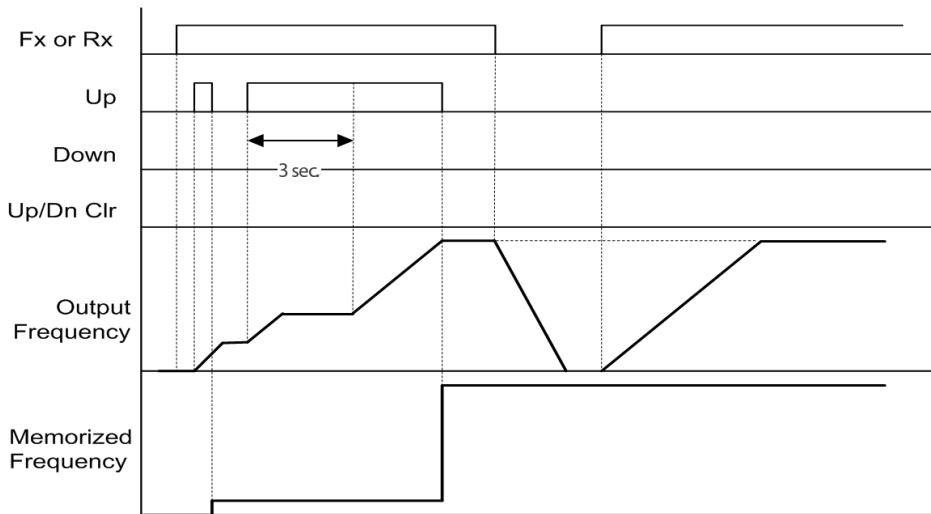 Fx or Rx
Up
3 sec.
Down
Up/Dn Clr
Output
Frequency
Memorized
Frequency